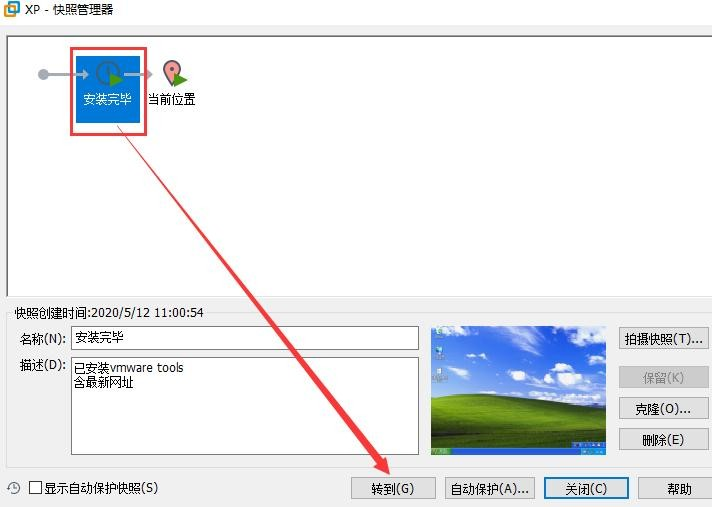 XP - 快照管理器
安装完毕
当前位置
快照创建时间:2020/5/12 11:00:54
名称(N):
安装完毕
拍摄快照(T)...
描述(D):
已安装vmware tools
含最新网址
保留(K)
克隆(O)...
删除(E)
显示自动保护快照(S)
转到(G)
自动保护(A)...
关闭(C)
帮助